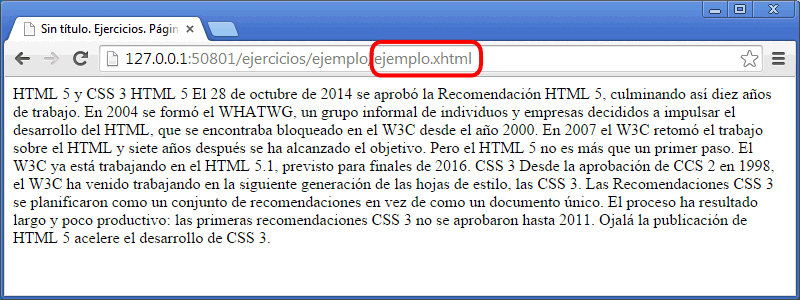 Sin título. Ejercicios. Págin
127.0.0.1:50801/ejercicios/ejemplo/ejemplo.xhtml
HTML 5 y CSS 3 HTML 5 El 28 de octubre de 2014 se aprobó la Recomendación HTML 5, culminando así diez años
de trabajo. En 2004 se formó el WHATWG, un grupo informal de individuos y empresas decididos a impulsar el
desarrollo del HTML, que se encontraba bloqueado en el W3C desde el año 2000. En 2007 el W3C retomó el trabajo
sobre el HTML y siete años después se ha alcanzado el objetivo. Pero el HTML 5 no es más que un primer paso. El
W3C ya está trabajando en el HTML 5.1, previsto para finales de 2016. CSS 3 Desde la aprobación de CCS 2 en 1998,
el W3C ha venido trabajando en la siguiente generación de las hojas de estilo, las CSS 3. Las Recomendaciones CSS 3
se planificaron como un conjunto de recomendaciones en vez de como un documento único. El proceso ha resultado
largo y poco productivo: las primeras recomendaciones CSS 3 no se aprobaron hasta 2011. Ojalá la publicación de
HTML 5 acelere el desarrollo de CSS 3.